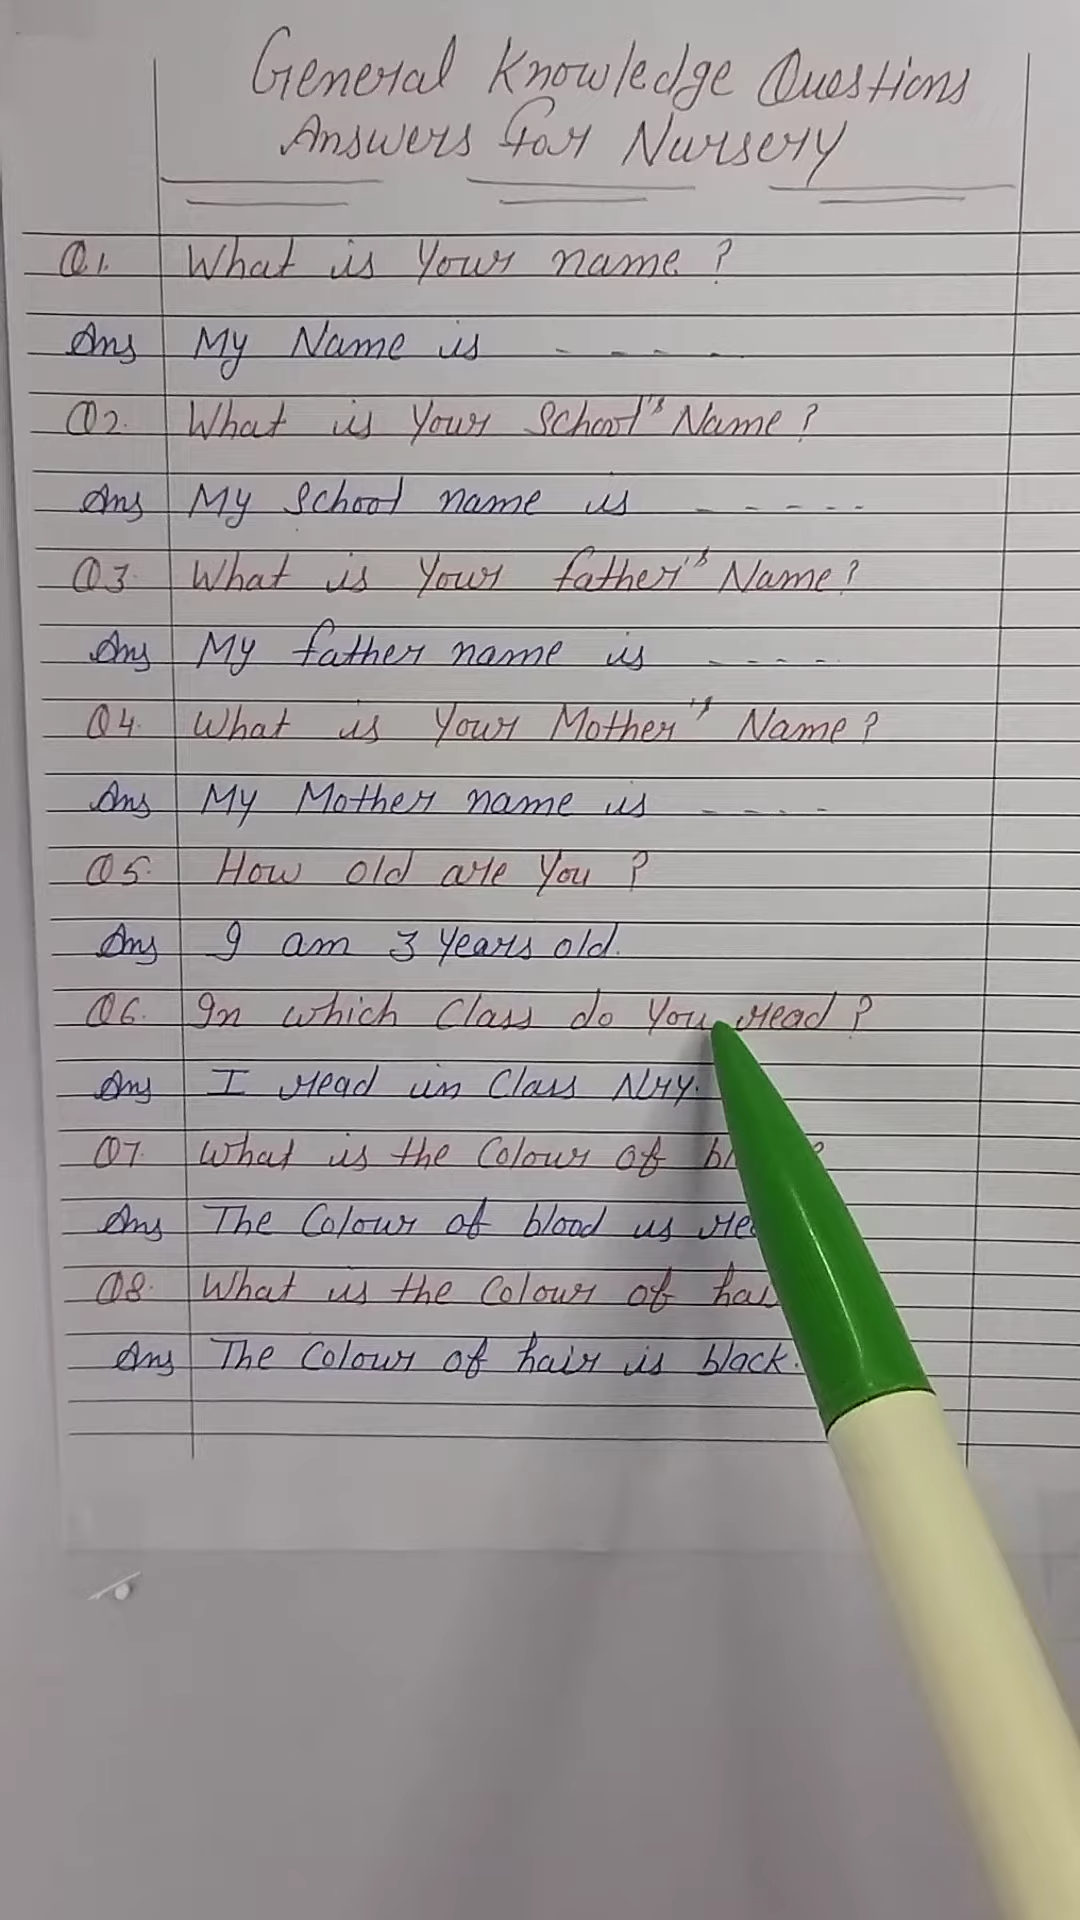 General Knowledge Questions
Answers for Nursery
Q1. What is Your name?
Ans My Name is - - - -
Q2. What is Your School's Name?
Ans My School name is - - - - -
Q3. What is Your father's Name?
Ans My father name is - - - -
Q4. What is Your Mother's Name?
Ans My Mother name is - - - -
Q5. How old are You ?
Ans I am 3 Years old.
Q6. In which Class do You read ?
Ans I read in Class Nry.
Q7. What is the Colour of ?
Ans The Colour of blood is
Q8. What is the Colour of
Ans The Colour of hair is black.